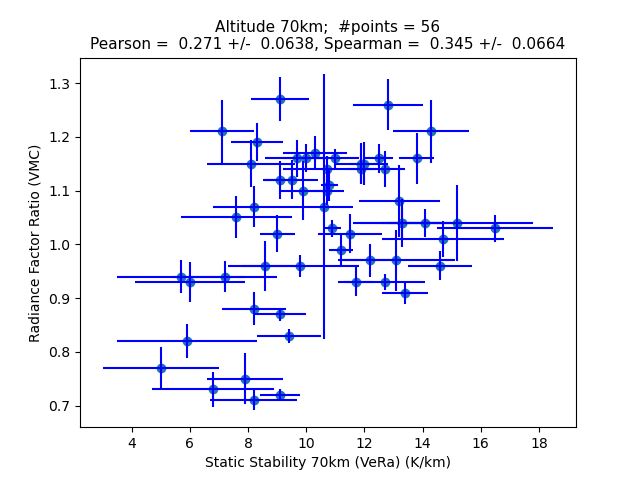 Altitude 70km;  #points = 56
Pearson =  0.271 +/-  0.0638, Spearman =  0.345 +/-  0.0664
Radiance Factor Ratio (VMC)
1.3
1.2
1.1
1.0
0.9
0.8
0.7
4 6 8 10 12 14 16 18
Static Stability 70km (VeRa) (K/km)